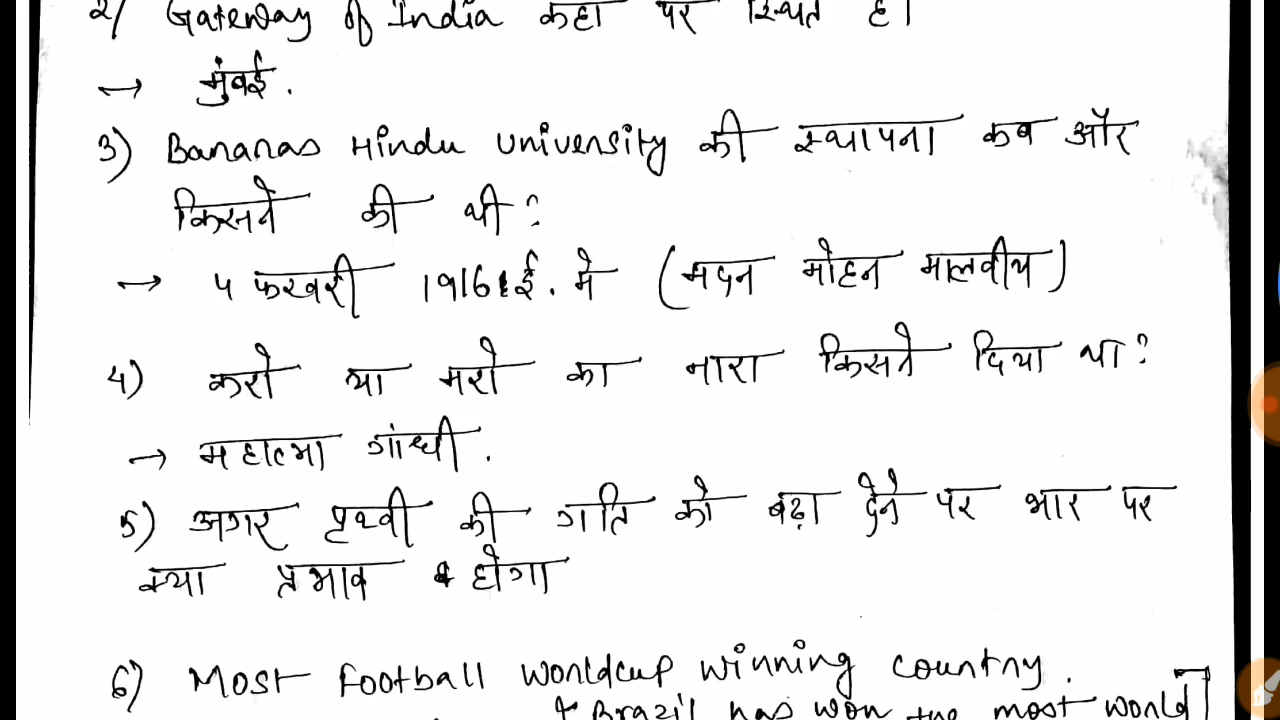 2) Gateway of India कहा पर स्थित है।
→ मुंबई.
3) Bananas Hindu University की स्थापना कब और
किसने की थी?
→ 4 फरवरी 1916 ई. मे (मदन मोहन मालवीय)
4) करो या मरो का नारा किसने दिया था?
→ महात्मा गांधी.
5) अगर पृथ्वी की गति को बढ़ा देने पर भार पर
क्या प्रभाव होगा
6) Most football worldcup winning country.
Brazil has won the most world